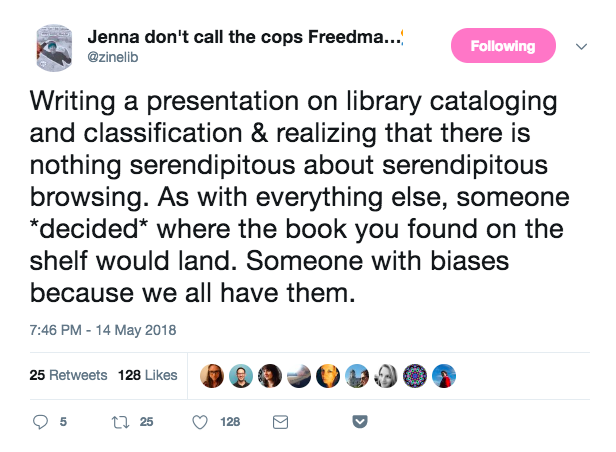 Jenna don't call the cops Freedma...
@zinelib
Following
Writing a presentation on library cataloging
and classification & realizing that there is
nothing serendipitous about serendipitous
browsing. As with everything else, someone
*decided* where the book you found on the
shelf would land. Someone with biases
because we all have them.
7:46 PM - 14 May 2018
25 Retweets 128 Likes
5 25 128